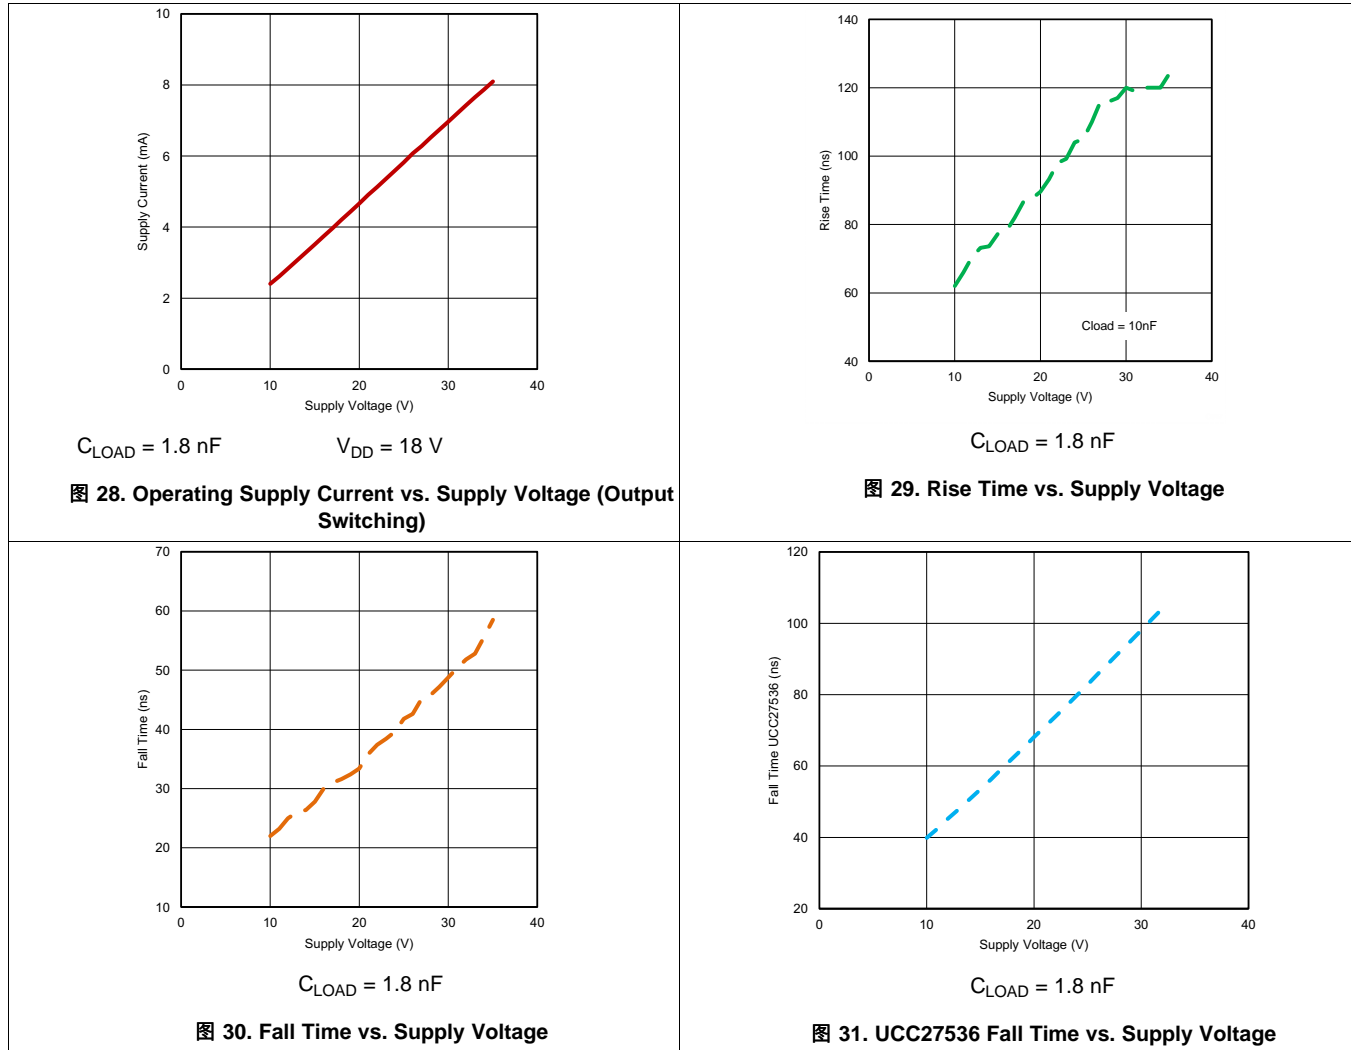 10
8
6
4
2
0
0 10 20 30 40
Supply Current (mA)
Supply Voltage (V)
C_LOAD = 1.8 nF V_DD = 18 V
图 28. Operating Supply Current vs. Supply Voltage (Output
Switching)
140
120
100
80
60
40
0 10 20 30 40
Rise Time (ns)
Cload = 10nF
Supply Voltage (V)
C_LOAD = 1.8 nF
图 29. Rise Time vs. Supply Voltage
70
60
50
40
30
20
10
0 10 20 30 40
Fall Time (ns)
Supply Voltage (V)
C_LOAD = 1.8 nF
图 30. Fall Time vs. Supply Voltage
120
100
80
60
40
20
0 10 20 30 40
Fall Time UCC27536 (ns)
Supply Voltage (V)
C_LOAD = 1.8 nF
图 31. UCC27536 Fall Time vs. Supply Voltage